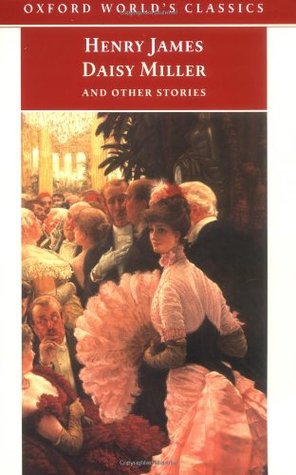 OXFORD WORLD'S CLASSICS
HENRY JAMES
DAISY MILLER
AND OTHER STORIES